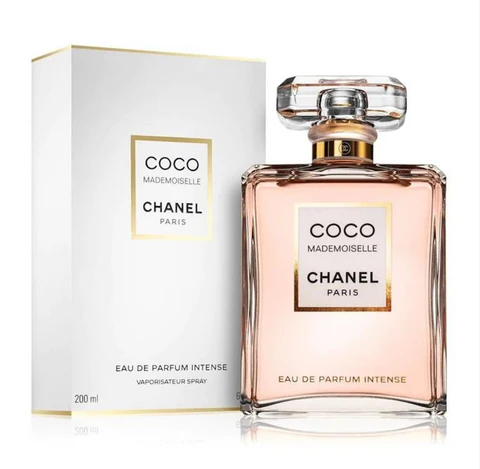 COCO
MADEMOISELLE
CHANEL
PARIS
EAU DE PARFUM INTENSE
VAPORISATEUR SPRAY
200 ml
COCO
MADEMOISELLE
CHANEL
PARIS
EAU DE PARFUM INTENSE